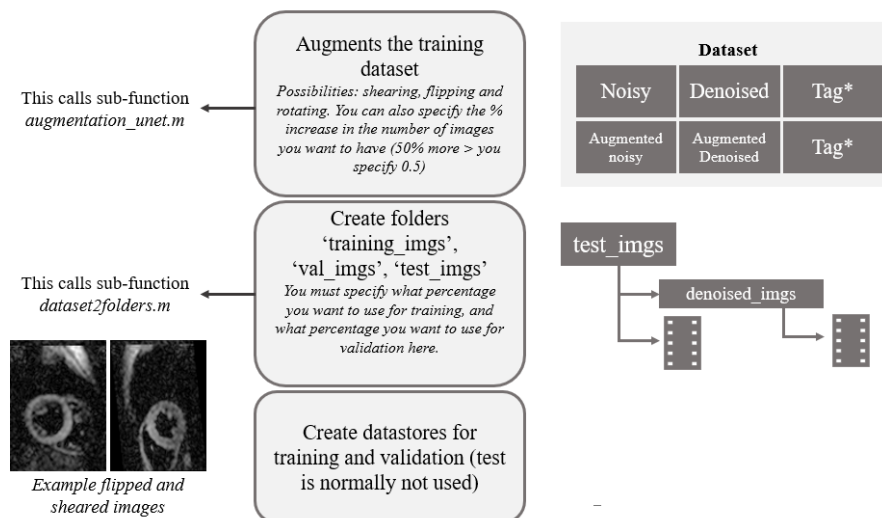 Augments the training
dataset
Possibilities: shearing, flipping and
rotating. You can also specify the %
increase in the number of images
you want to have (50% more > you
specify 0.5)
This calls sub-function
augmentation_unet.m
Dataset
Noisy Denoised Tag*
Augmented
noisy
Augmented
Denoised
Tag*
Create folders
‘training_imgs’,
‘val_imgs’, ‘test_imgs’
You must specify what percentage
you want to use for training, and
what percentage you want to use for
validation here.
This calls sub-function
dataset2folders.m
test_imgs
denoised_imgs
Example flipped and
sheared images
Create datastores for
training and validation (test
is normally not used)